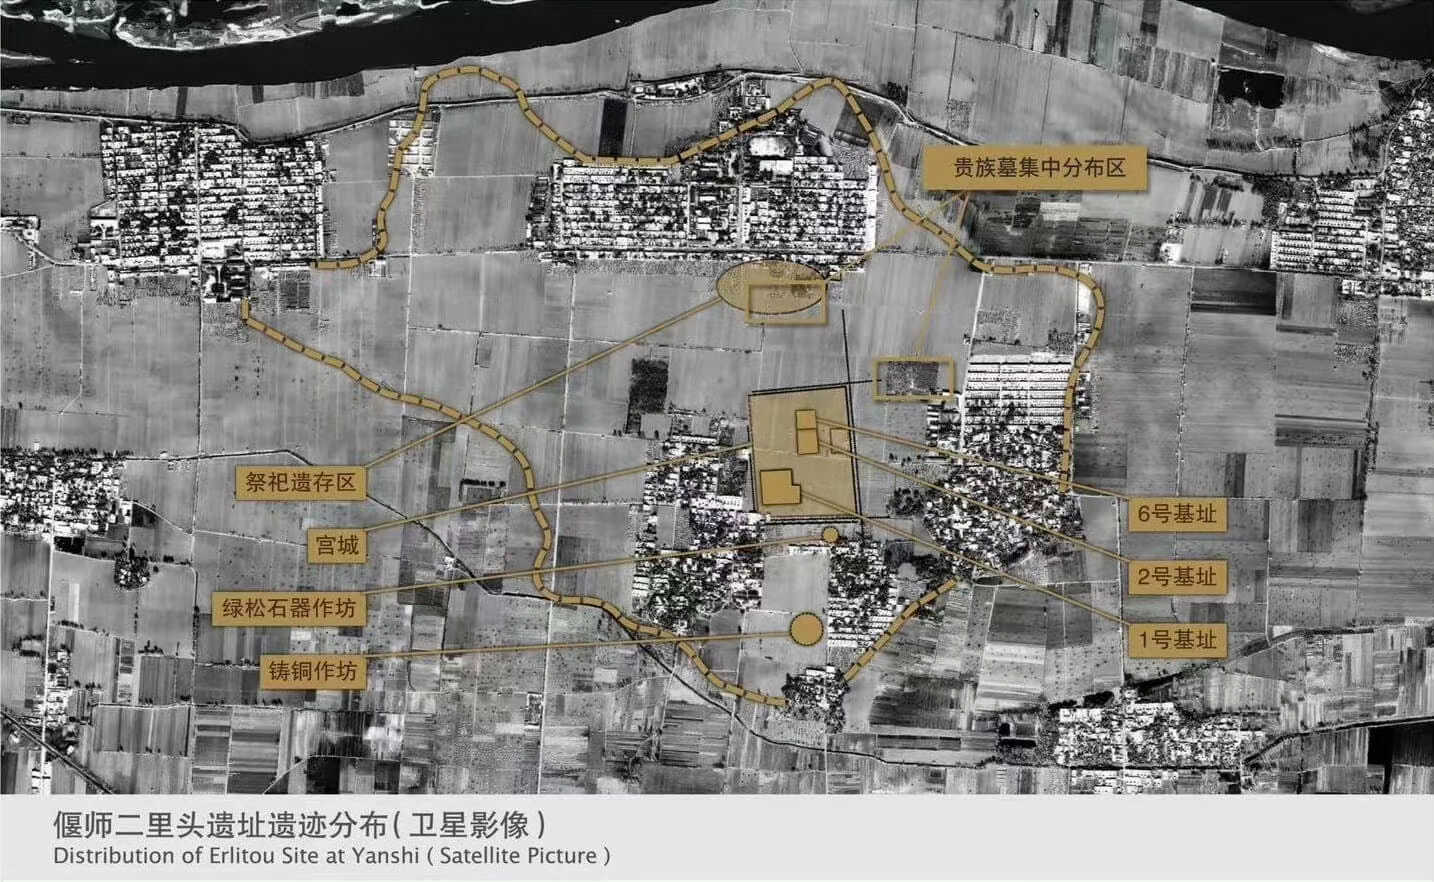 贵族墓集中分布区
祭祀遗存区
宫城
绿松石器作坊
铸铜作坊
6号基址
2号基址
1号基址
偃师二里头遗址遗迹分布(卫星影像)
Distribution of Erlitou Site at Yanshi ( Satellite Picture )